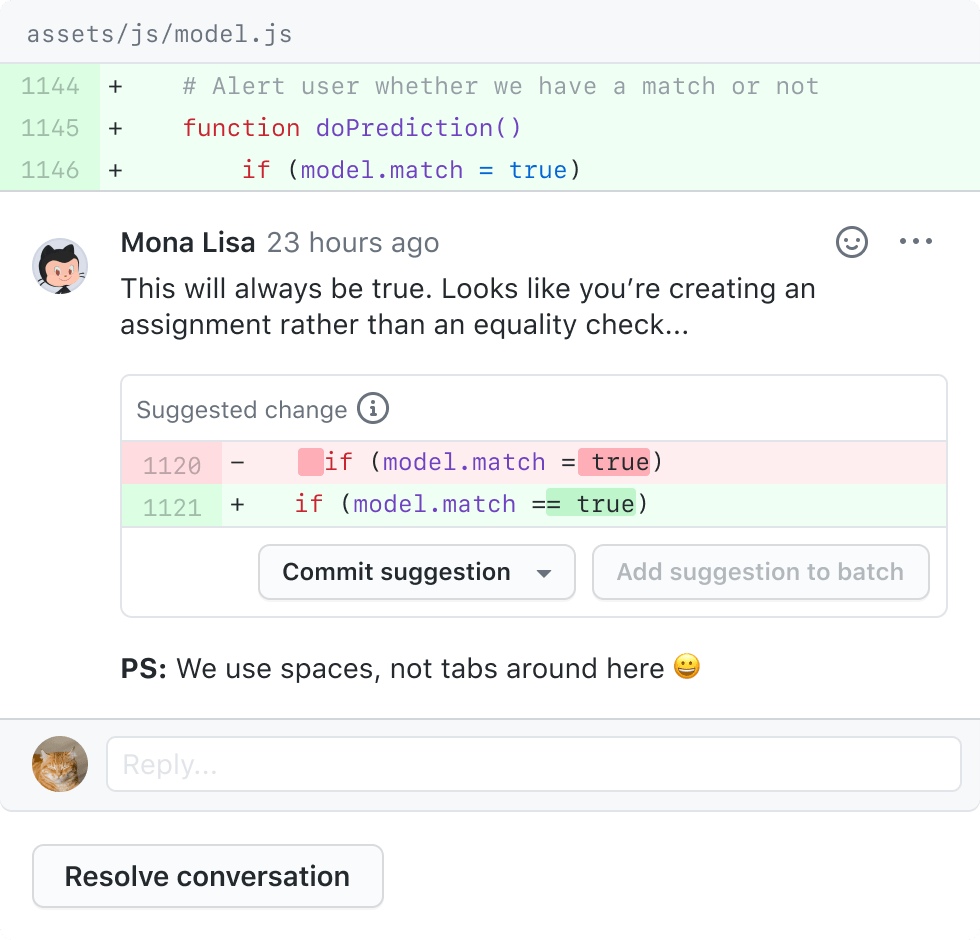 assets/js/model.js
1144 + # Alert user whether we have a match or not
1145 + function doPrediction()
1146 + if (model.match = true)
Mona Lisa 23 hours ago
This will always be true. Looks like you’re creating an
assignment rather than an equality check...
Suggested change
1120 − if (model.match = true)
1121 + if (model.match == true)
Commit suggestion Add suggestion to batch
PS: We use spaces, not tabs around here 😀
Reply...
Resolve conversation